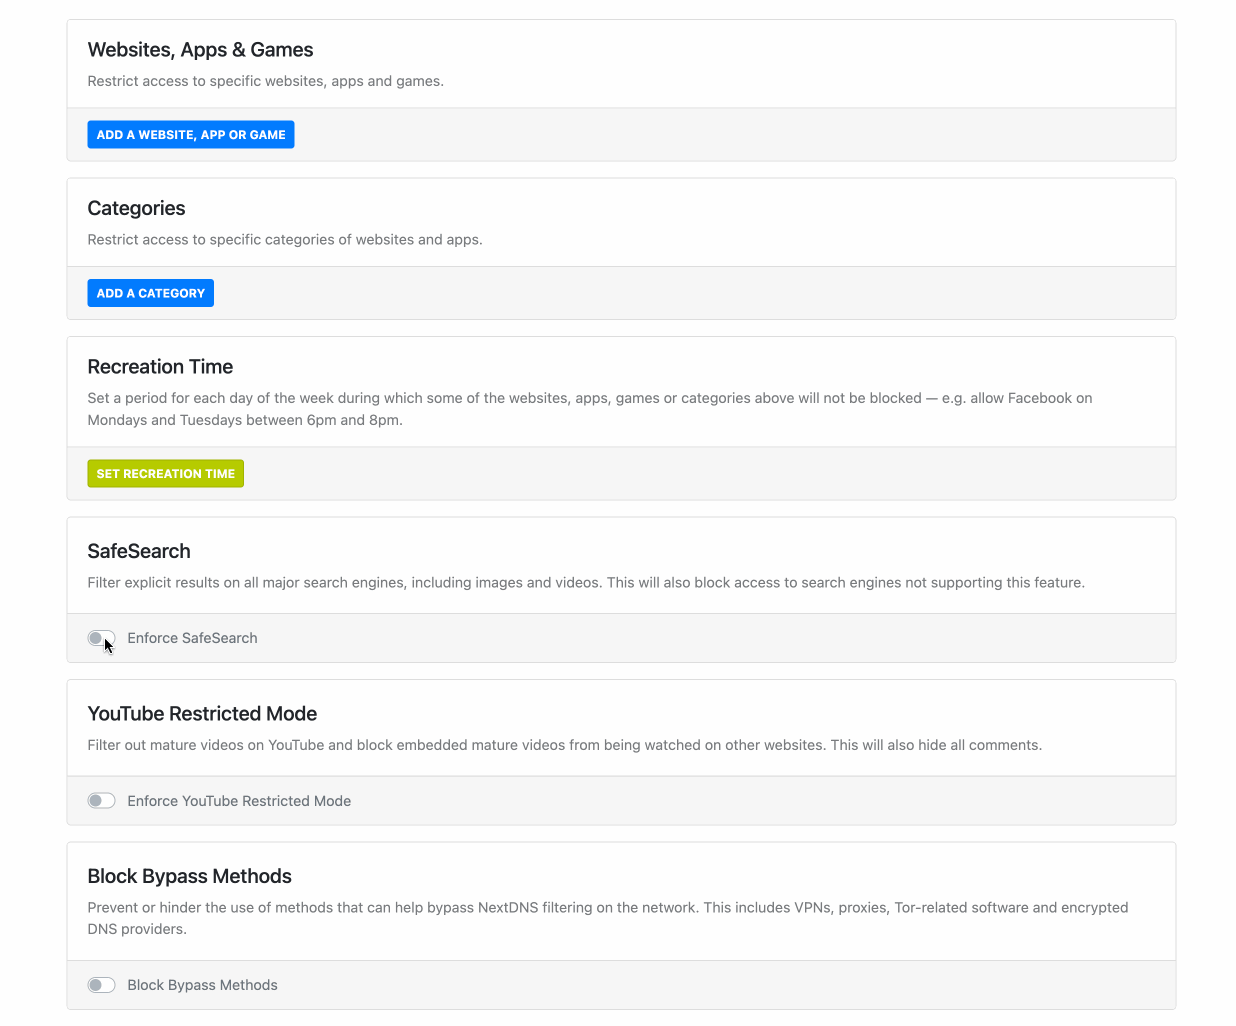 Websites, Apps & Games
Restrict access to specific websites, apps and games.
ADD A WEBSITE, APP OR GAME
Categories
Restrict access to specific categories of websites and apps.
ADD A CATEGORY
Recreation Time
Set a period for each day of the week during which some of the websites, apps, games or categories above will not be blocked — e.g. allow Facebook on
Mondays and Tuesdays between 6pm and 8pm.
SET RECREATION TIME
SafeSearch
Filter explicit results on all major search engines, including images and videos. This will also block access to search engines not supporting this feature.
Enforce SafeSearch
YouTube Restricted Mode
Filter out mature videos on YouTube and block embedded mature videos from being watched on other websites. This will also hide all comments.
Enforce YouTube Restricted Mode
Block Bypass Methods
Prevent or hinder the use of methods that can help bypass NextDNS filtering on the network. This includes VPNs, proxies, Tor-related software and encrypted
DNS providers.
Block Bypass Methods